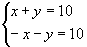 x + y = 10
−x − y = 10